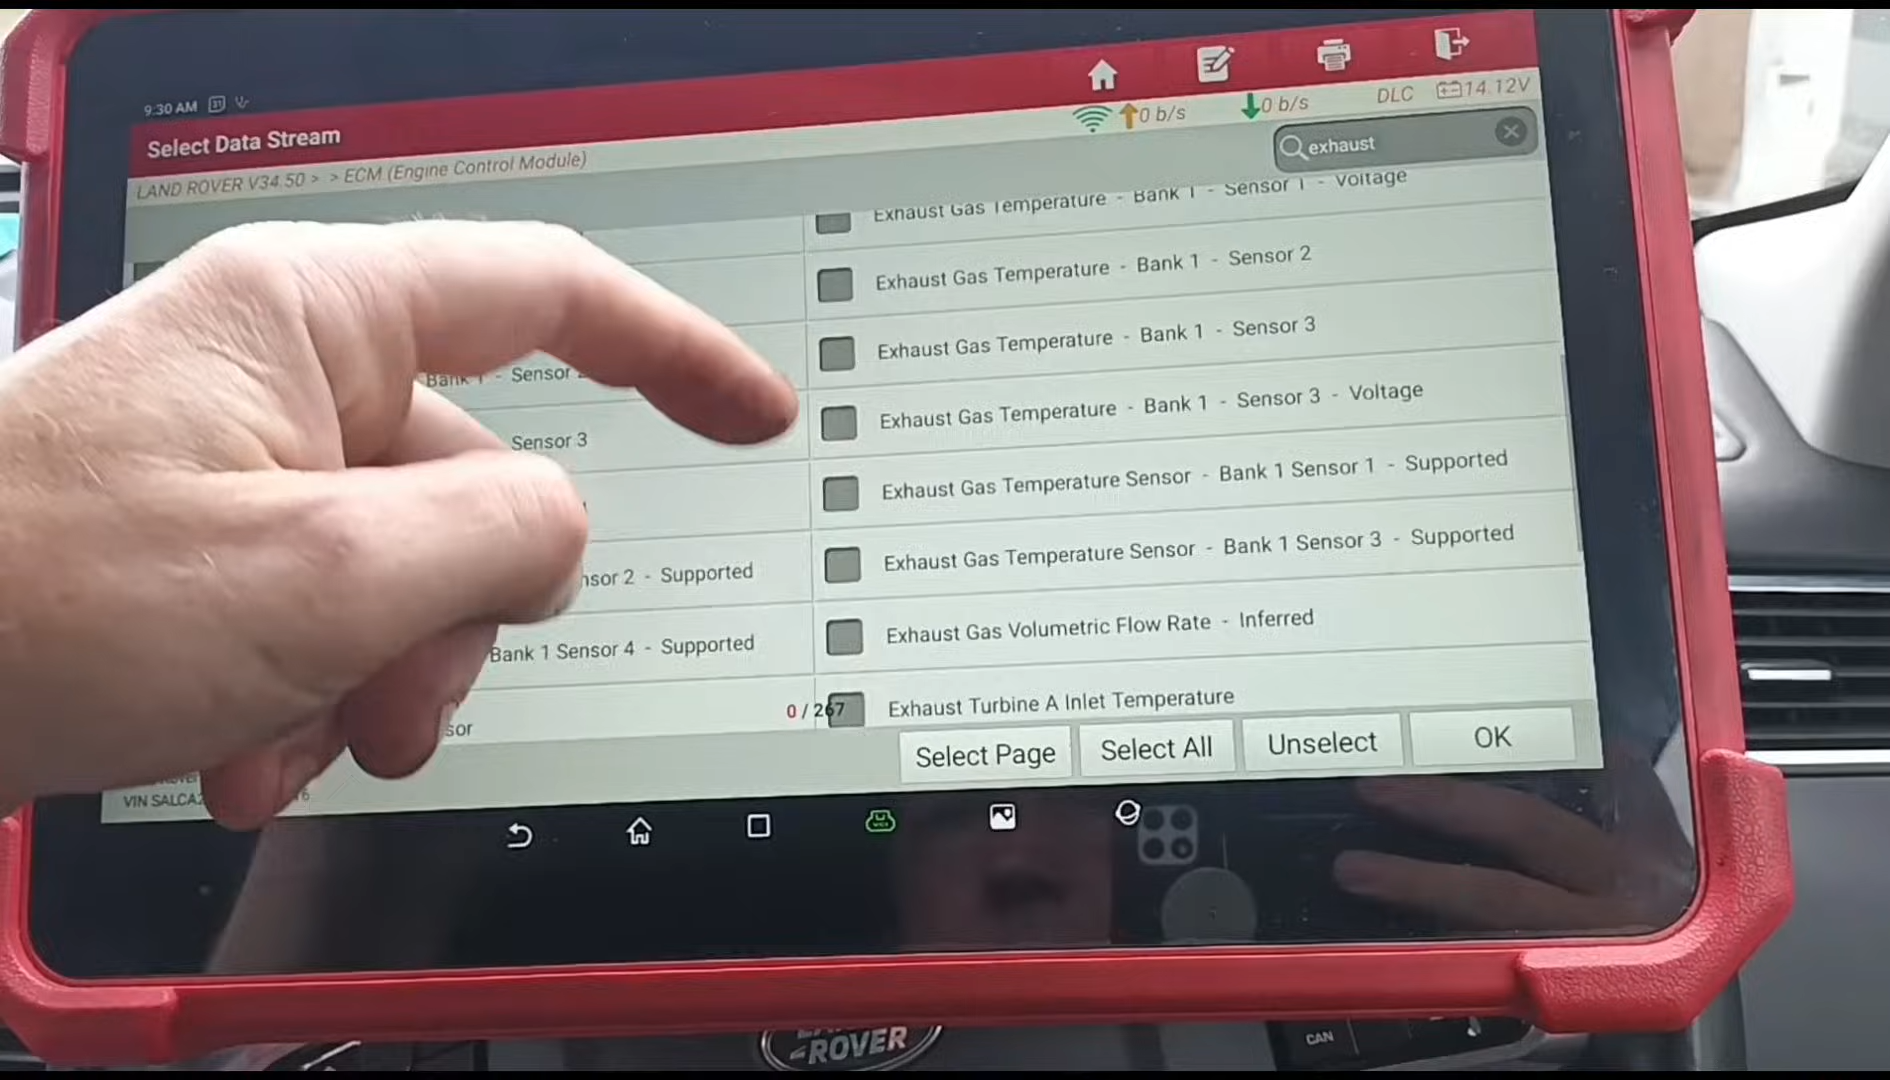 9:30 AM 31
Select Data Stream
0 b/s 0 b/s DLC 14.12V
LAND ROVER V34.50 > > ECM (Engine Control Module)
exhaust
Exhaust Gas Temperature - Bank 1 - Sensor 1 - Voltage
Exhaust Gas Temperature - Bank 1 - Sensor 2
Exhaust Gas Temperature - Bank 1 - Sensor 3
Bank 1 - Sensor
Exhaust Gas Temperature - Bank 1 - Sensor 3 - Voltage
Sensor 3
Exhaust Gas Temperature Sensor - Bank 1 Sensor 1 - Supported
Exhaust Gas Temperature Sensor - Bank 1 Sensor 3 - Supported
nsor 2 - Supported
Exhaust Gas Volumetric Flow Rate - Inferred
Bank 1 Sensor 4 - Supported
Exhaust Turbine A Inlet Temperature
sor
0 / 267
Select Page Select All Unselect OK
VIN SALCA
VCI
ROVER
CAN